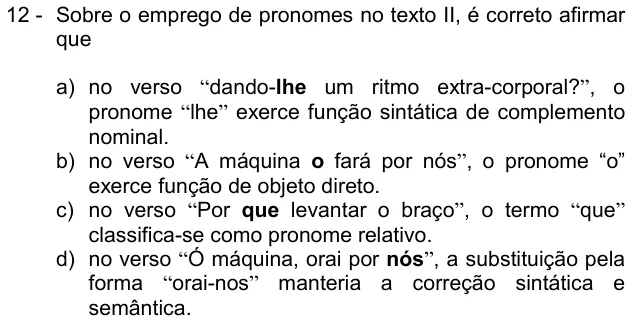 12 - Sobre o emprego de pronomes no texto II, é correto afirmar
que
a) no verso “dando-lhe um ritmo extra-corporal?”, o
pronome “lhe” exerce função sintática de complemento
nominal.
b) no verso “A máquina o fará por nós”, o pronome “o”
exerce função de objeto direto.
c) no verso “Por que levantar o braço”, o termo “que”
classifica-se como pronome relativo.
d) no verso “Ó máquina, orai por nós”, a substituição pela
forma “orai-nos” manteria a correção sintática e
semântica.